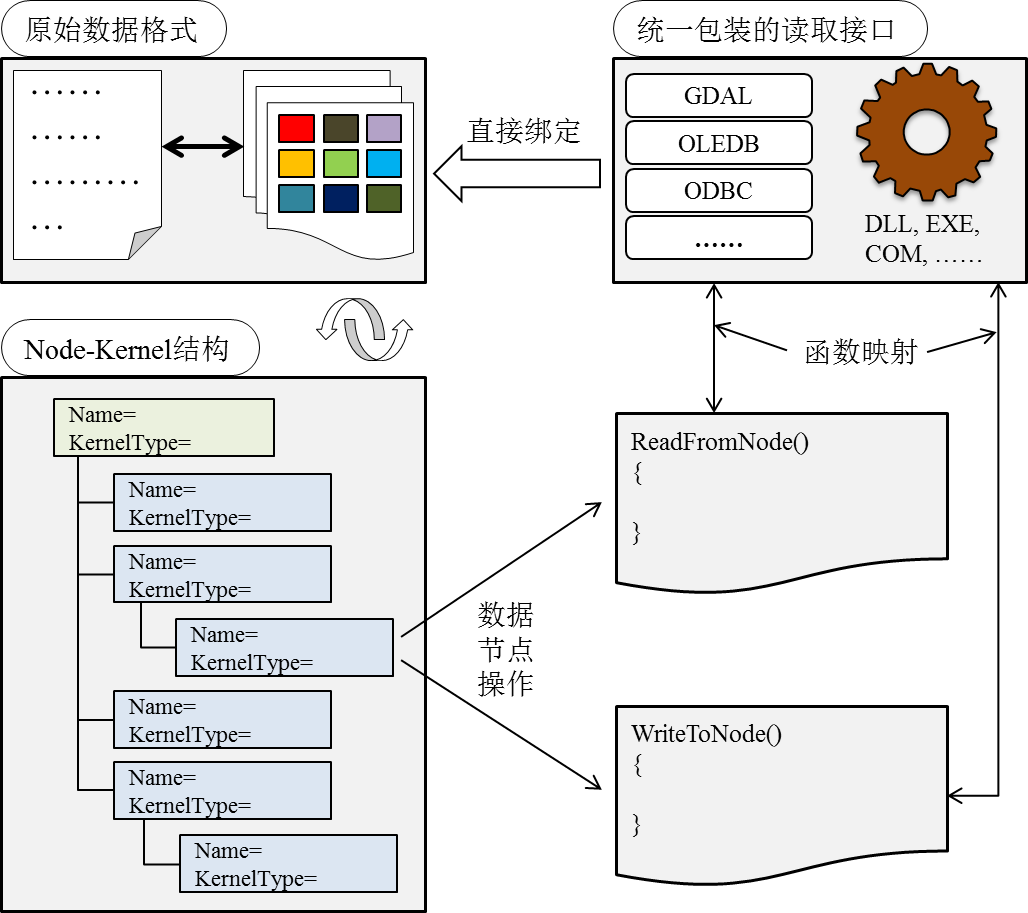 原始数据格式
······
······
·········
···
统一包装的读取接口
GDAL
OLEDB
ODBC
……
DLL, EXE,
COM, ……
直接绑定
函数映射
Node-Kernel结构
Name=
KernelType=
Name=
KernelType=
Name=
KernelType=
Name=
KernelType=
Name=
KernelType=
Name=
KernelType=
Name=
KernelType=
数据
节点
操作
ReadFromNode()
{
}
WriteToNode()
{
}